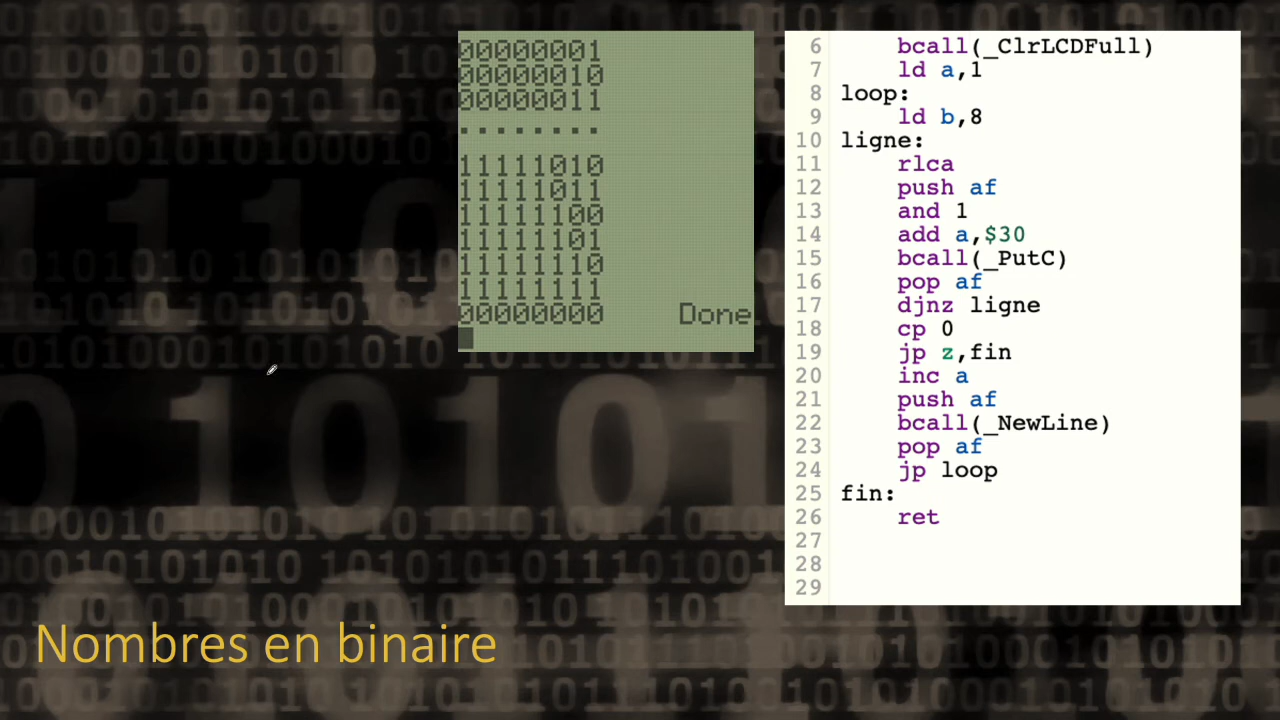 00000001
00000010
00000011
........
11111010
11111011
11111100
11111101
11111110
11111111
00000000 Done
6 bcall(_ClrLCDFull)
7 ld a,1
8 loop:
9 ld b,8
10 ligne:
11 rlca
12 push af
13 and 1
14 add a,$30
15 bcall(_PutC)
16 pop af
17 djnz ligne
18 cp 0
19 jp z,fin
20 inc a
21 push af
22 bcall(_NewLine)
23 pop af
24 jp loop
25 fin:
26 ret
27
28
29
Nombres en binaire